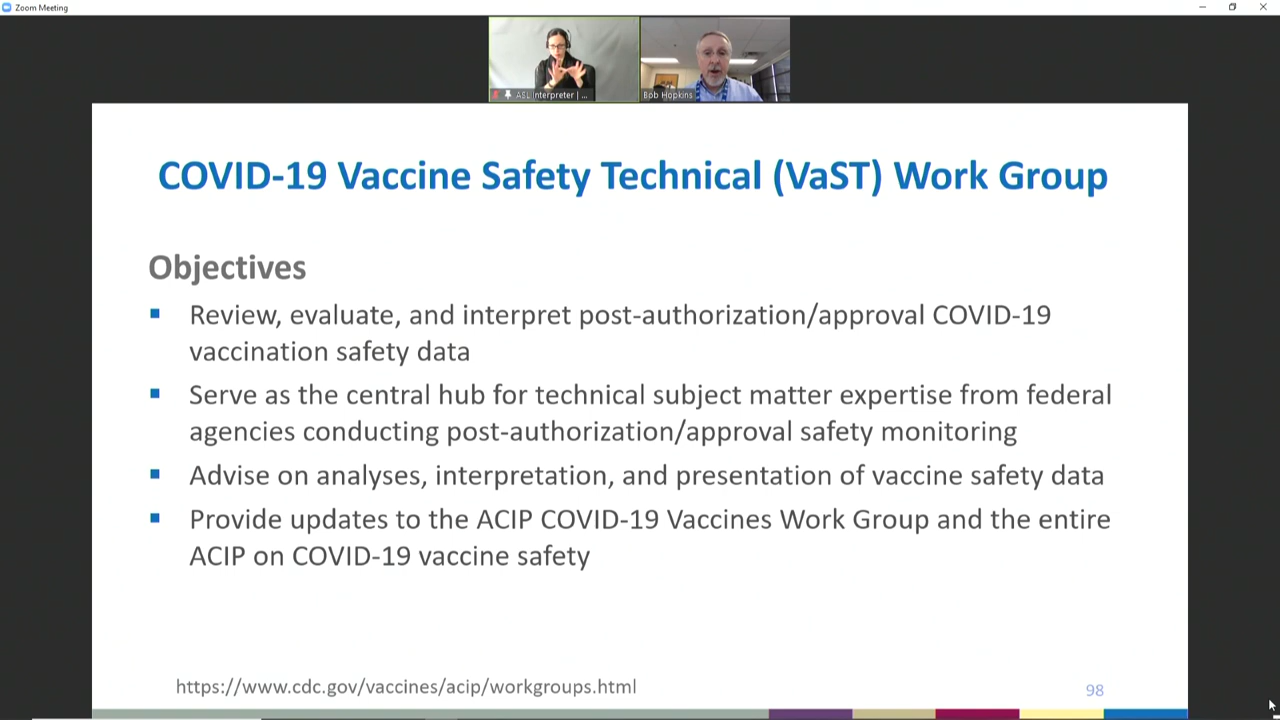 Zoom Meeting
ASL Interpreter | ...
Bob Hopkins
COVID-19 Vaccine Safety Technical (VaST) Work Group
Objectives
Review, evaluate, and interpret post-authorization/approval COVID-19
vaccination safety data
Serve as the central hub for technical subject matter expertise from federal
agencies conducting post-authorization/approval safety monitoring
Advise on analyses, interpretation, and presentation of vaccine safety data
Provide updates to the ACIP COVID-19 Vaccines Work Group and the entire
ACIP on COVID-19 vaccine safety
https://www.cdc.gov/vaccines/acip/workgroups.html
98